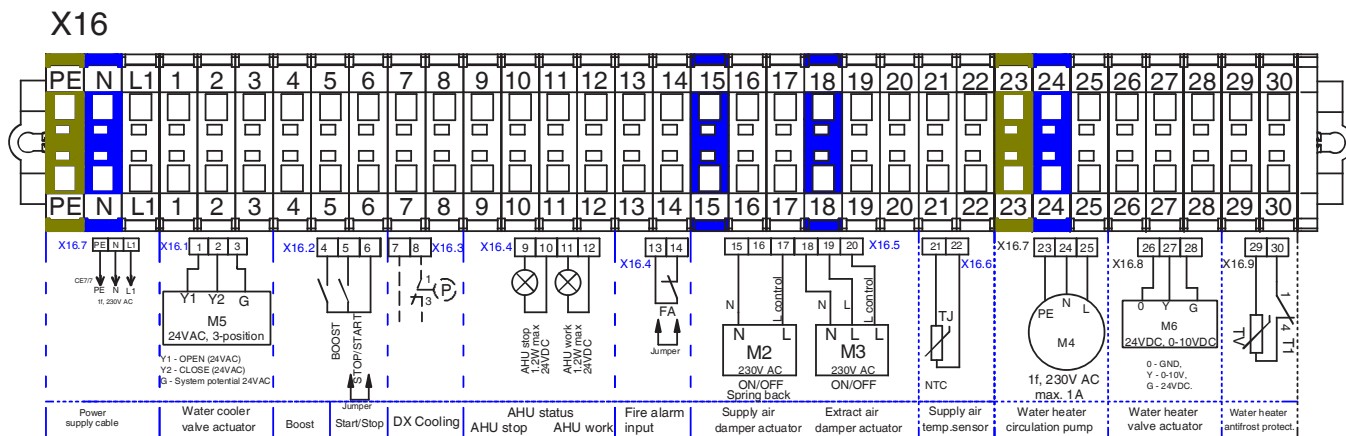 X16
PE N L1 1 2 3 4 5 6 7 8 9 10 11 12 13 14 15 16 17 18 19 20 21 22 23 24 25 26 27 28 29 30
PE N L1 1 2 3 4 5 6 7 8 9 10 11 12 13 14 15 16 17 18 19 20 21 22 23 24 25 26 27 28 29 30
X16.7 PE N L1
CE7/7
PE N L1
1f, 230V AC
Power
supply cable
X16.1 1 2 3
Y1 Y2 G
M5
24VAC, 3-position
Y1 - OPEN (24VAC)
Y2 - CLOSE (24VAC)
G - System potential 24VAC
Water cooler
valve actuator
X16.2 4 5 6
BOOST
STOP/START
Jumper
Boost
Start/Stop
7 8 X16.3
1
3
P
DX Cooling
X16.4 9 10 11 12
AHU stop
1.2W max
24VDC
AHU work
1.2W max
24VDC
AHU status
AHU stop AHU work
13 14
X16.4
FA
Jumper
Fire alarm
input
15 16 17 18 19 20 X16.5
N L control
N L
M2
230V AC
ON/OFF
Spring back
Supply air
damper actuator
N L L control
N L L
M3
230V AC
ON/OFF
Extract air
damper actuator
21 22
X16.6
TJ
NTC
Supply air
temp.sensor
X16.7
23 24 25
PE N L
M4
1f, 230V AC
max. 1A
Water heater
circulation pump
26 27 28
X16.8
0 Y G
M6
24VDC, 0-10VDC
0 - GND,
Y - 0-10V,
G - 24VDC.
Water heater
valve actuator
29 30
X16.9
1
4
TV
T1
Water heater
antifrost protect.